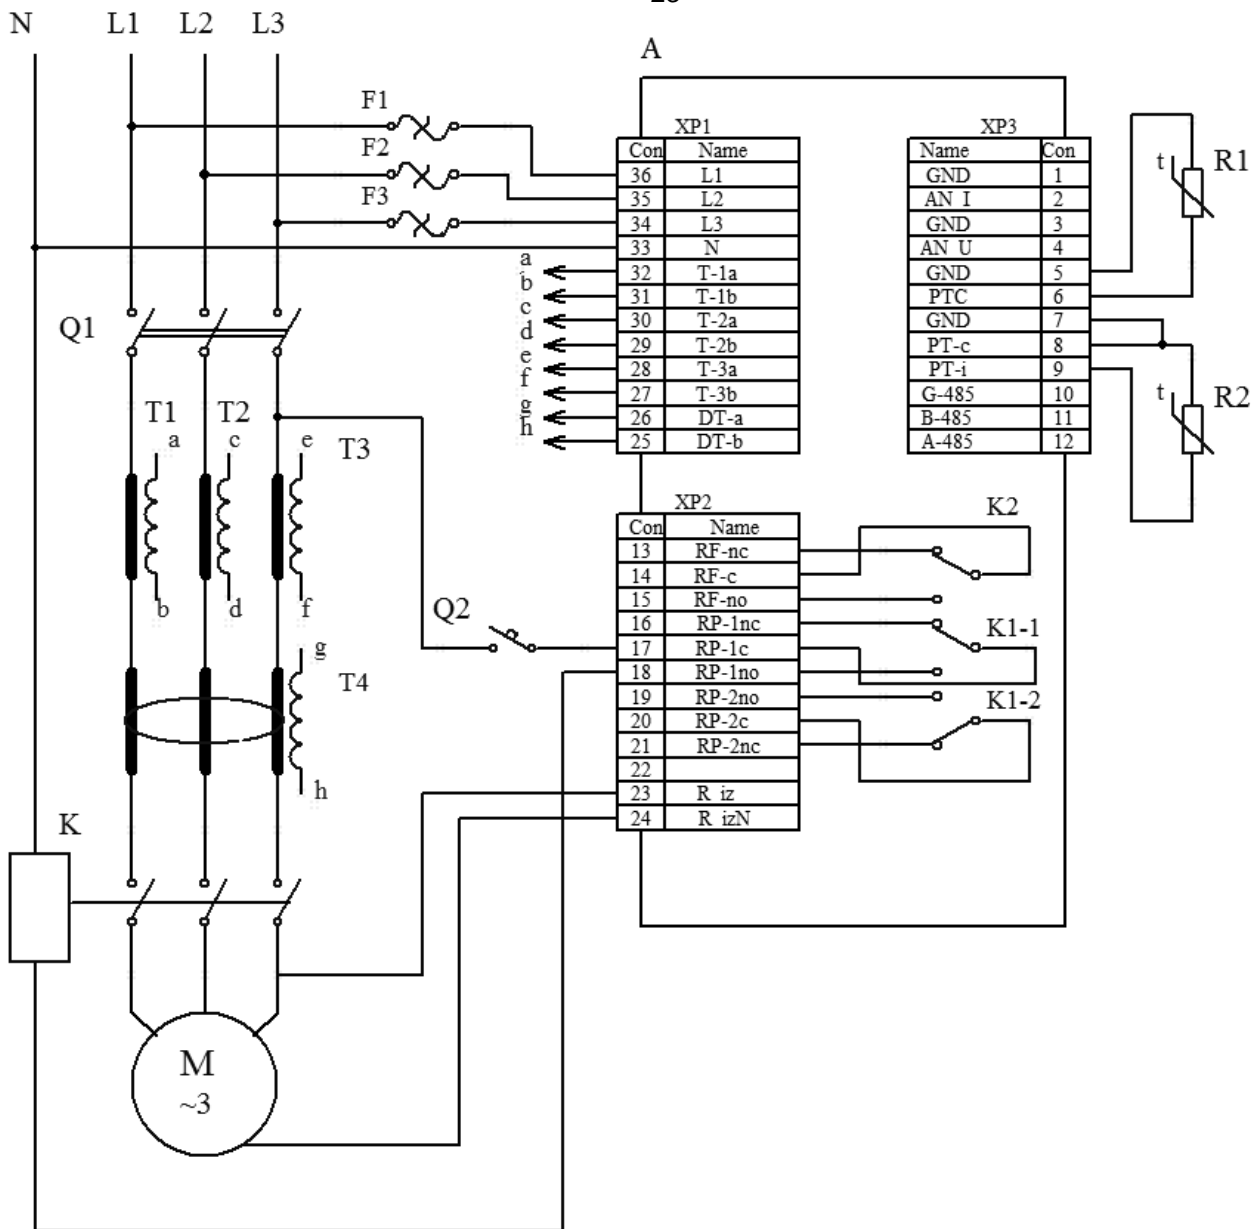 N L1 L2 L3
A
F1
F2
F3
XP1
Con Name
36 L1
35 L2
34 L3
33 N
32 T-1a
31 T-1b
30 T-2a
29 T-2b
28 T-3a
27 T-3b
26 DT-a
25 DT-b
a
b
c
d
e
f
g
h
XP3
Name Con
GND 1
AN I 2
GND 3
AN U 4
GND 5
PTC 6
GND 7
PT-c 8
PT-i 9
G-485 10
B-485 11
A-485 12
t R1
t R2
Q1
T1 T2 T3
a c e
b d f
g
T4
h
Q2
XP2
Con Name
13 RF-nc
14 RF-c
15 RF-no
16 RP-1nc
17 RP-1c
18 RP-1no
19 RP-2no
20 RP-2c
21 RP-2nc
22
23 R iz
24 R izN
K2
K1-1
K1-2
K
M
~3